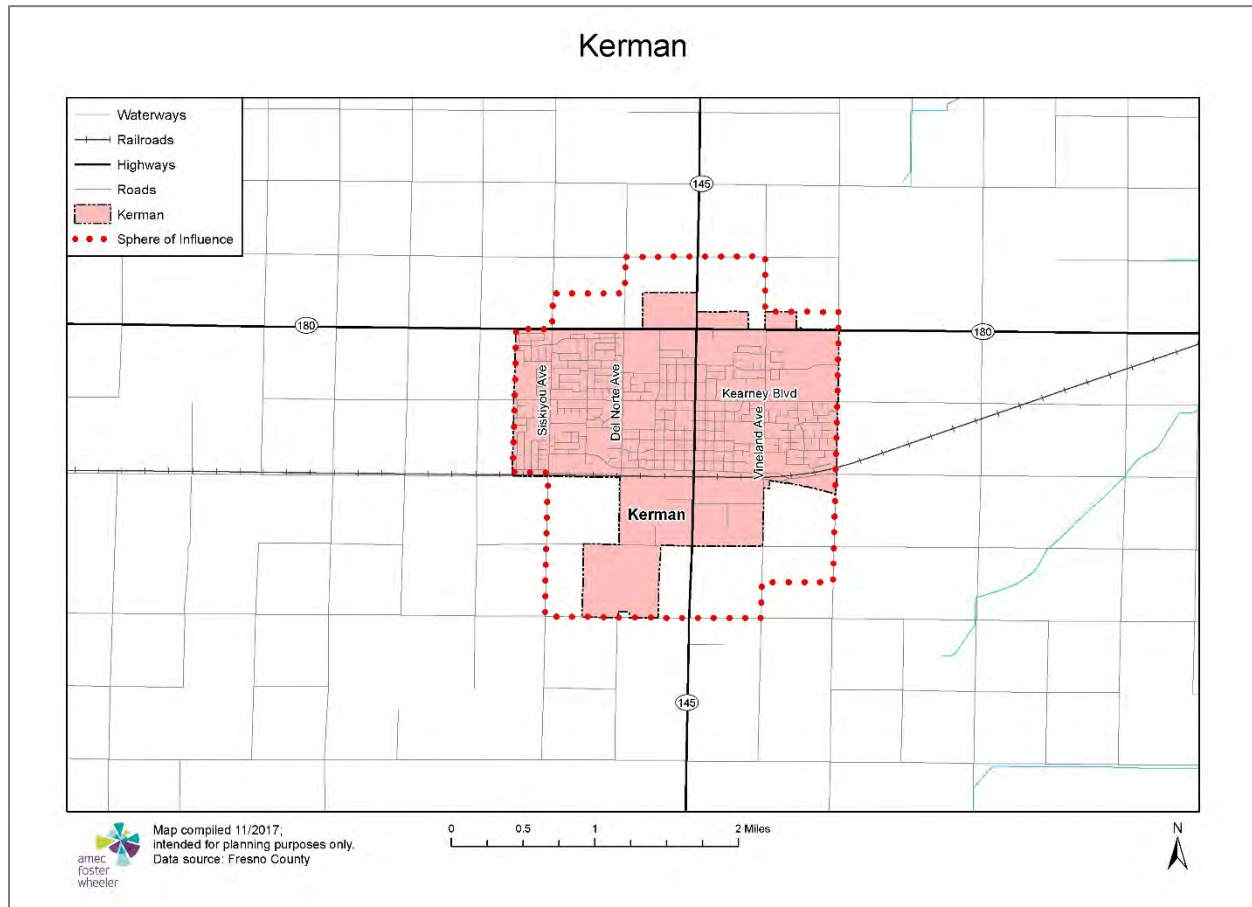 Kerman
Waterways
Railroads
Highways
Roads
Kerman
Sphere of Influence
145
180
180
Siskiyou Ave
Del Norte Ave
Kearney Blvd
Vineland Ave
Kerman
145
Map compiled 11/2017;
intended for planning purposes only.
Data source: Fresno County
amec
foster
wheeler
0 0.5 1 2 Miles
N